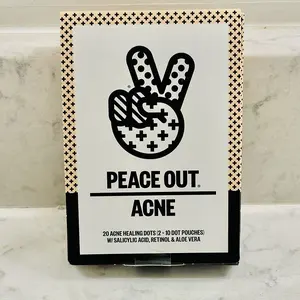 PEACE OUT®
ACNE
20 ACNE HEALING DOTS (2 - 10 DOT POUCHES)
W/ SALICYLIC ACID, RETINOL & ALOE VERA